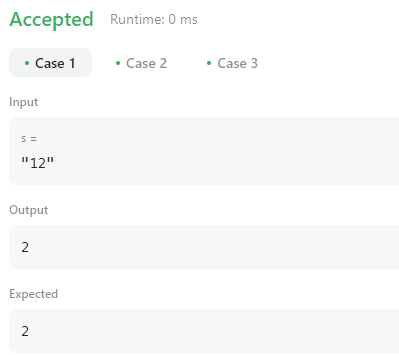 Accepted Runtime: 0 ms
Case 1 Case 2 Case 3
Input
s =
"12"
Output
2
Expected
2